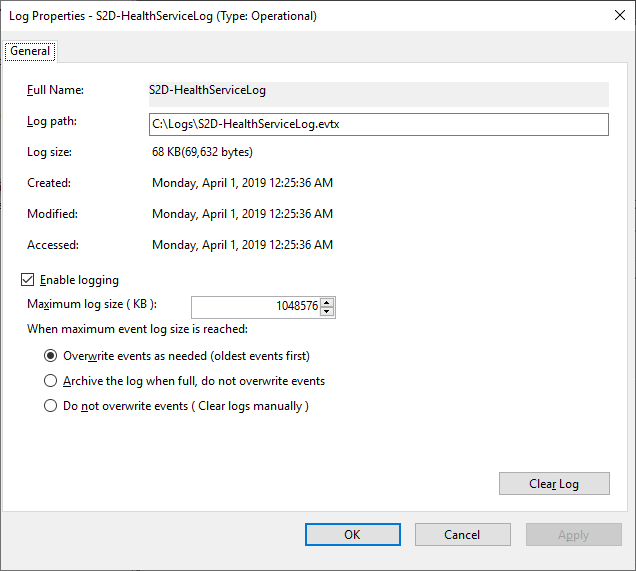 Log Properties - S2D-HealthServiceLog (Type: Operational)
General
Full Name: S2D-HealthServiceLog
Log path: C:\Logs\S2D-HealthServiceLog.evtx
Log size: 68 KB(69,632 bytes)
Created: Monday, April 1, 2019 12:25:36 AM
Modified: Monday, April 1, 2019 12:25:36 AM
Accessed: Monday, April 1, 2019 12:25:36 AM
Enable logging
Maximum log size ( KB ): 1048576
When maximum event log size is reached:
Overwrite events as needed (oldest events first)
Archive the log when full, do not overwrite events
Do not overwrite events ( Clear logs manually )
Clear Log
OK Cancel Apply